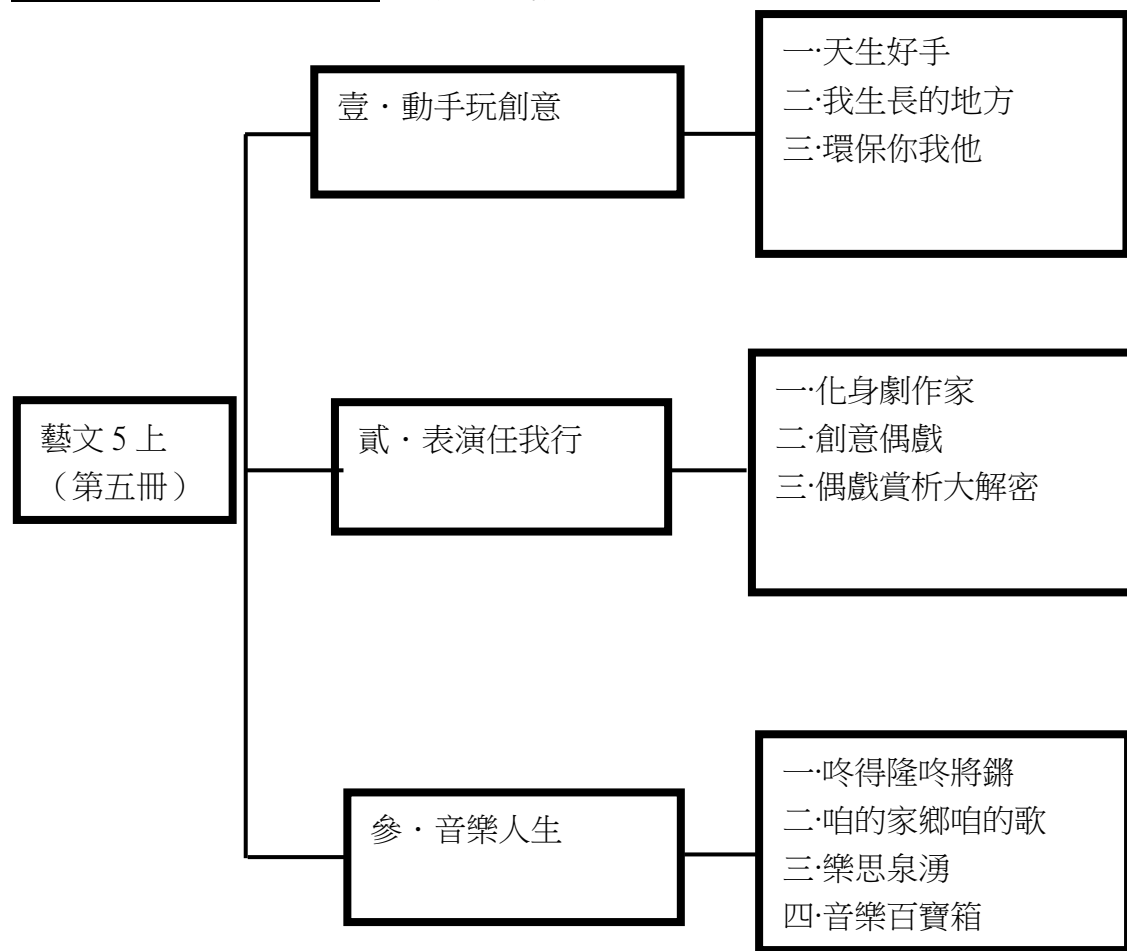 壹．動手玩創意
一·天生好手
二·我生長的地方
三·環保你我他
藝文 5 上
（第五冊）
貳．表演任我行
一·化身劇作家
二·創意偶戲
三·偶戲賞析大解密
參．音樂人生
一·咚得隆咚將鏘
二·咱的家鄉咱的歌
三·樂思泉湧
四·音樂百寶箱